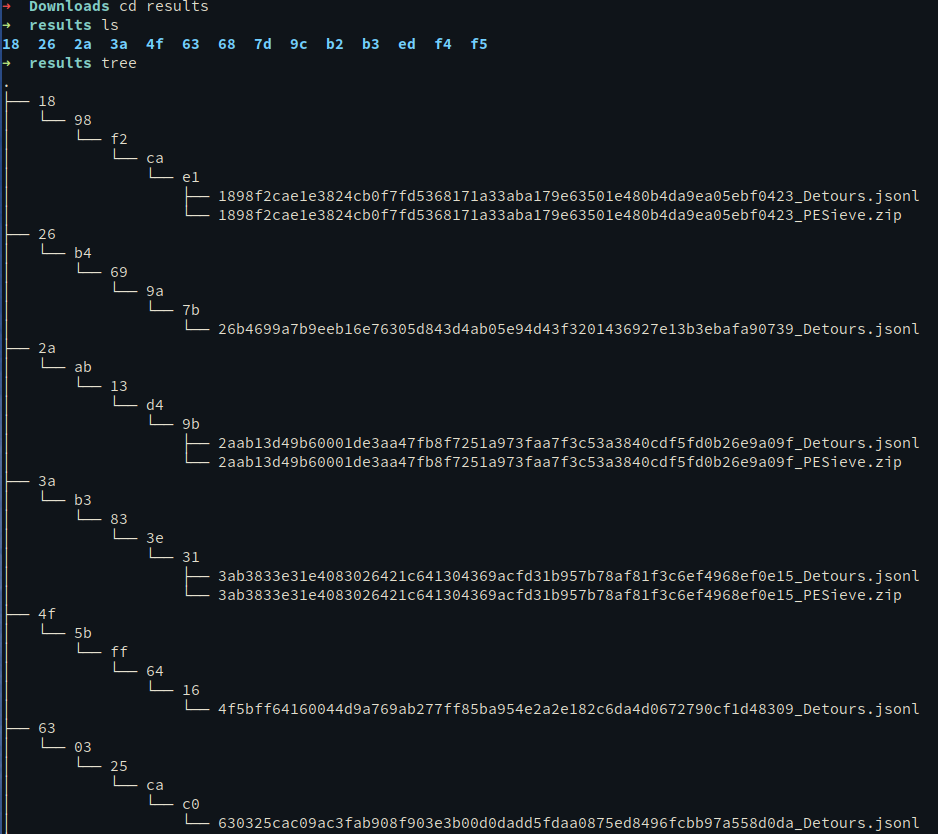 → Downloads cd results
→ results ls
18 26 2a 3a 4f 63 68 7d 9c b2 b3 ed f4 f5
→ results tree
.
├── 18
│   └── 98
│       └── f2
│           └── ca
│               └── e1
│                   ├── 1898f2cae1e3824cb0f7fd5368171a33aba179e63501e480b4da9ea05ebf0423_Detours.jsonl
│                   └── 1898f2cae1e3824cb0f7fd5368171a33aba179e63501e480b4da9ea05ebf0423_PESieve.zip
├── 26
│   └── b4
│       └── 69
│           └── 9a
│               └── 7b
│                   └── 26b4699a7b9eeb16e76305d843d4ab05e94d43f3201436927e13b3ebafa90739_Detours.jsonl
├── 2a
│   └── ab
│       └── 13
│           └── d4
│               └── 9b
│                   ├── 2aab13d49b60001de3aa47fb8f7251a973faa7f3c53a3840cdf5fd0b26e9a09f_Detours.jsonl
│                   └── 2aab13d49b60001de3aa47fb8f7251a973faa7f3c53a3840cdf5fd0b26e9a09f_PESieve.zip
├── 3a
│   └── b3
│       └── 83
│           └── 3e
│               └── 31
│                   ├── 3ab3833e31e4083026421c641304369acfd31b957b78af81f3c6ef4968ef0e15_Detours.jsonl
│                   └── 3ab3833e31e4083026421c641304369acfd31b957b78af81f3c6ef4968ef0e15_PESieve.zip
├── 4f
│   └── 5b
│       └── ff
│           └── 64
│               └── 16
│                   └── 4f5bff64160044d9a769ab277ff85ba954e2a2e182c6da4d0672790cf1d48309_Detours.jsonl
├── 63
│   └── 03
│       └── 25
│           └── ca
│               └── c0
│                   └── 630325cac09ac3fab908f903e3b00d0dadd5fdaa0875ed8496fcbb97a558d0da_Detours.jsonl